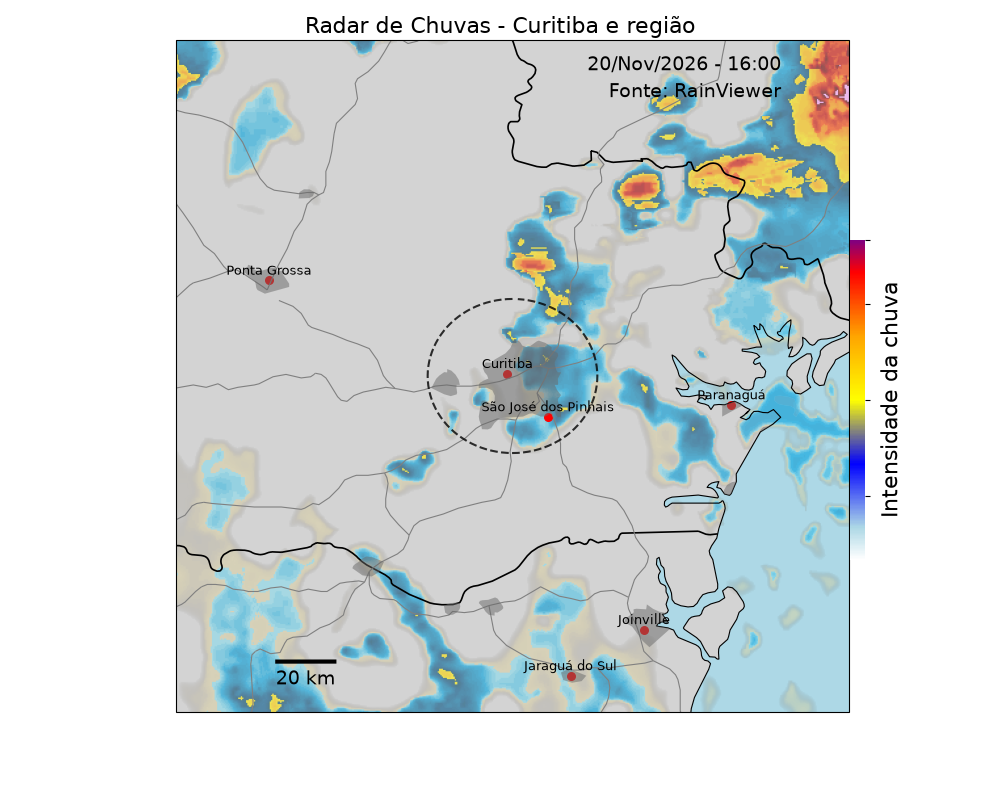 Radar de Chuvas - Curitiba e região
20/Nov/2026 - 16:00
Fonte: RainViewer
Ponta Grossa
Curitiba
Paranaguá
São José dos Pinhais
Intensidade da chuva
Joinville
Jaraguá do Sul
20 km